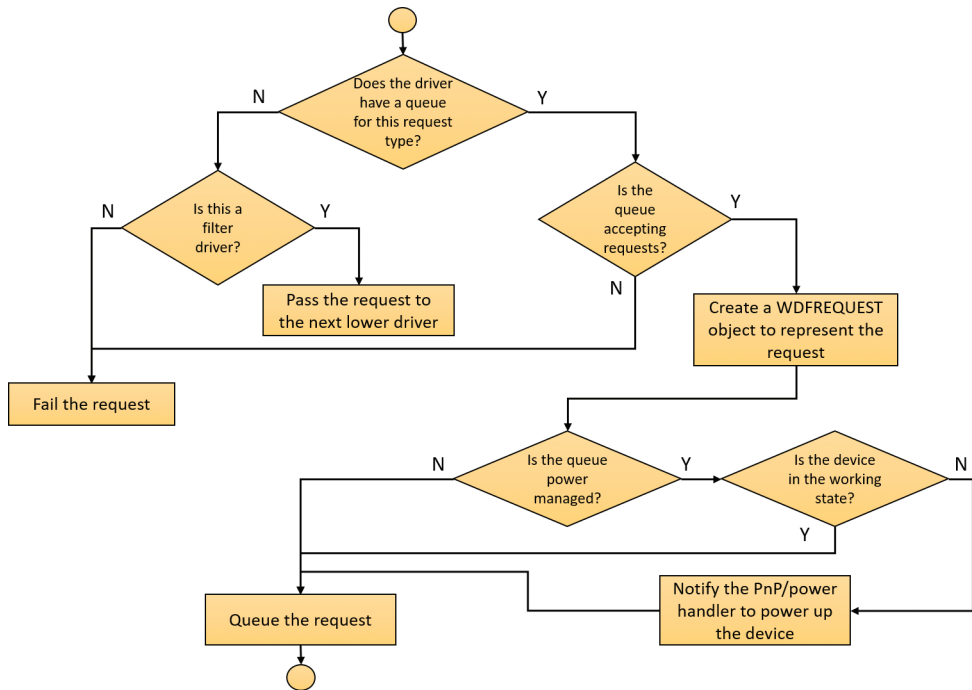 Does the driver
have a queue
for this request
type?
N
Y
Is this a
filter
driver?
N
Y
Is the
queue
accepting
requests?
Y
N
Pass the request to
the next lower driver
Create a WDFREQUEST
object to represent the
request
Fail the request
Is the queue
power
managed?
N
Y
Is the device
in the working
state?
N
Y
Notify the PnP/power
handler to power up
the device
Queue the request